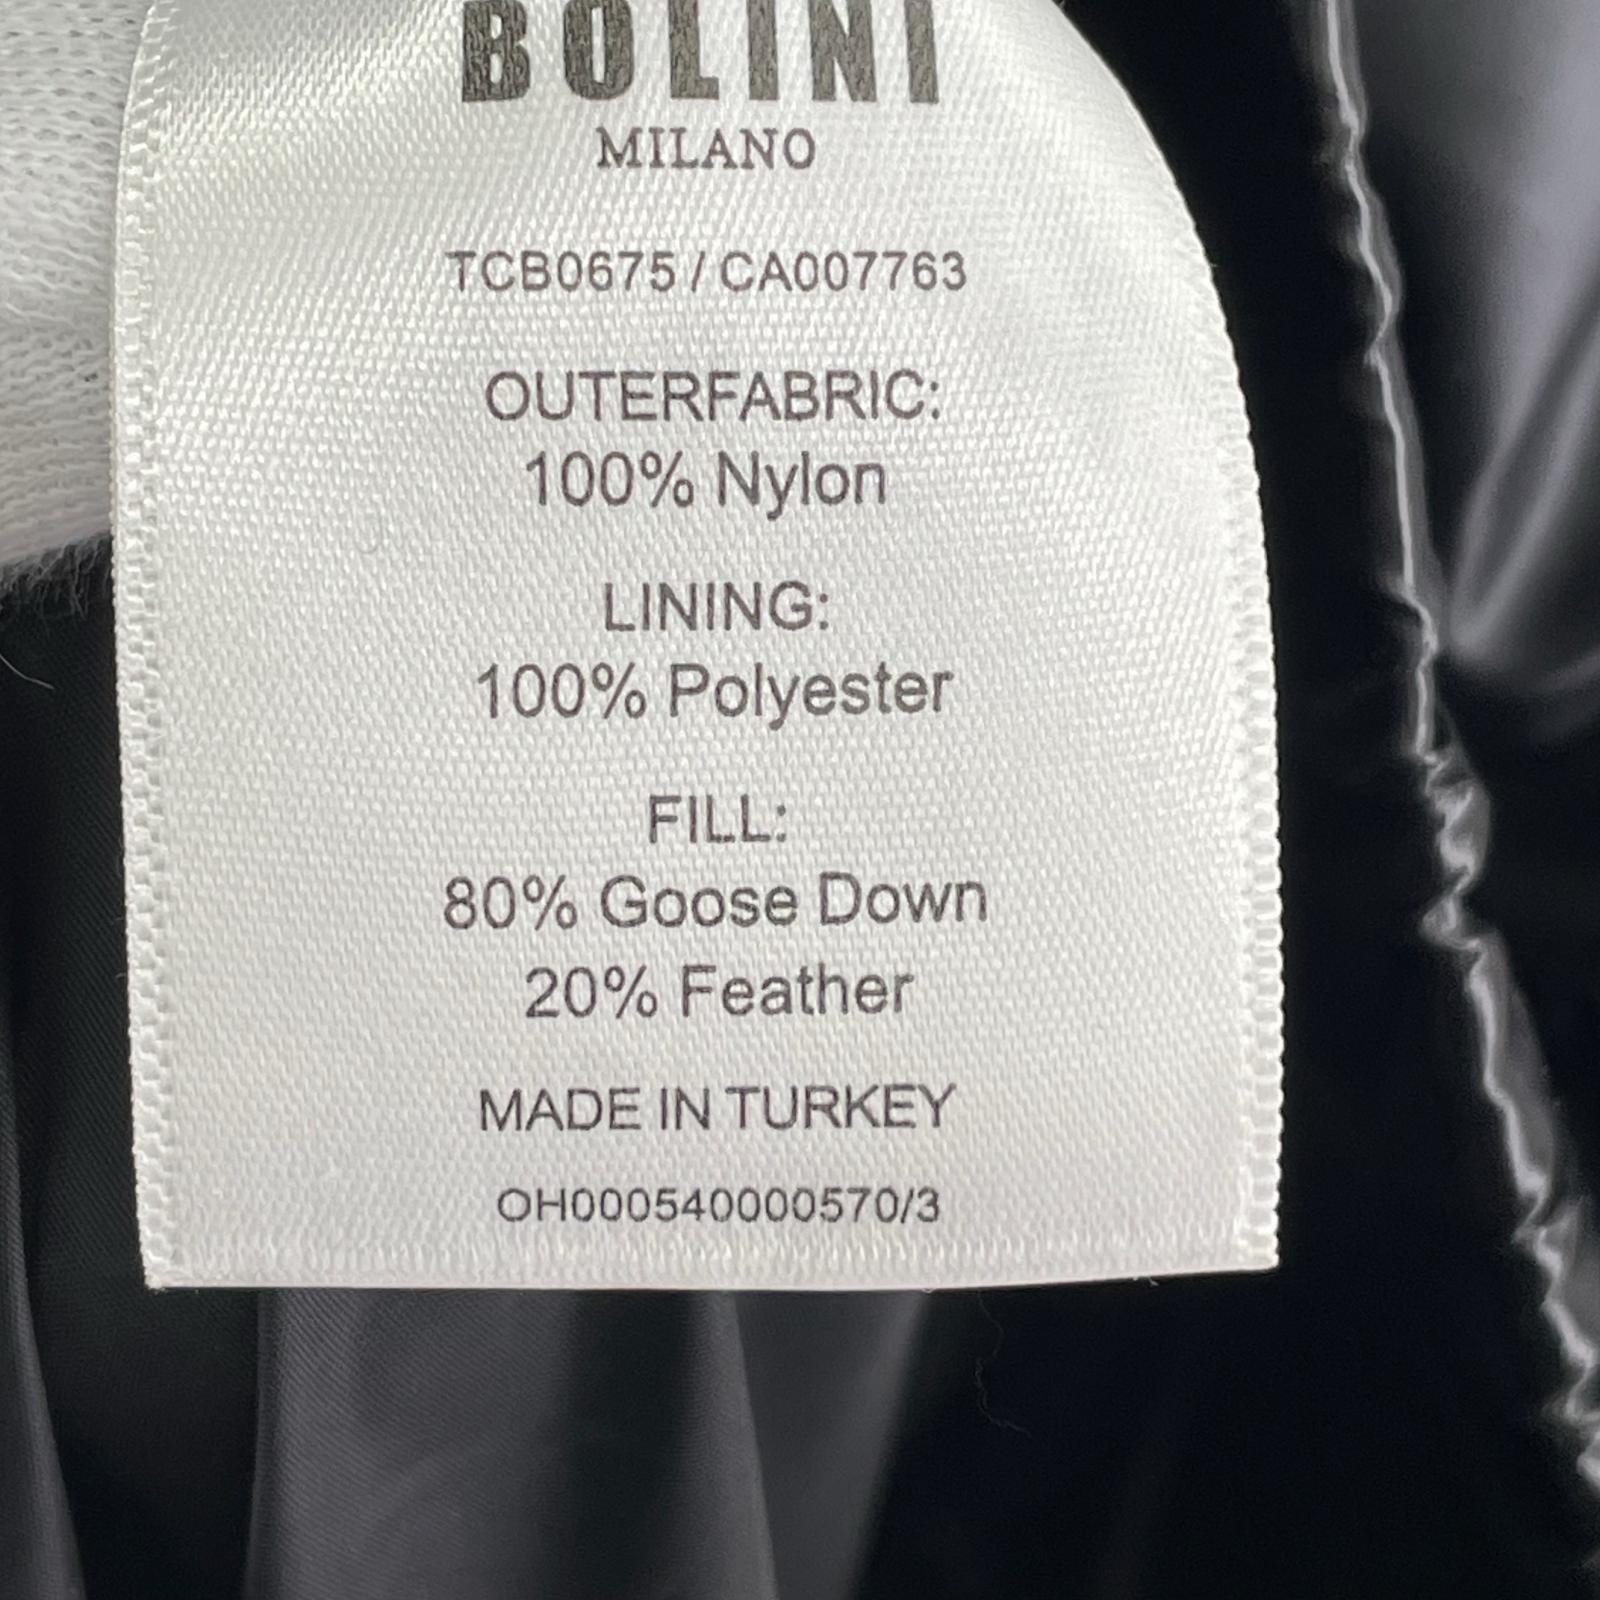 BOLINI
MILANO
TCB0675 / CA007763
OUTERFABRIC:
100% Nylon
LINING:
100% Polyester
FILL:
80% Goose Down
20% Feather
MADE IN TURKEY
OH000540000570/3